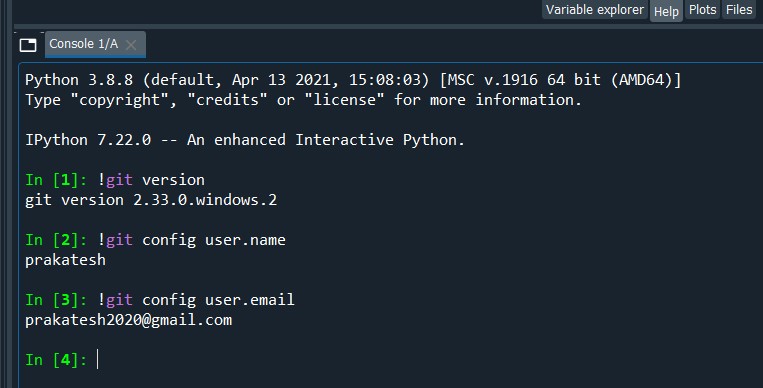 Variable explorer Help Plots Files
Console 1/A
Python 3.8.8 (default, Apr 13 2021, 15:08:03) [MSC v.1916 64 bit (AMD64)]
Type "copyright", "credits" or "license" for more information.
IPython 7.22.0 -- An enhanced Interactive Python.
In [1]: !git version
git version 2.33.0.windows.2
In [2]: !git config user.name
prakatesh
In [3]: !git config user.email
prakatesh2020@gmail.com
In [4]: